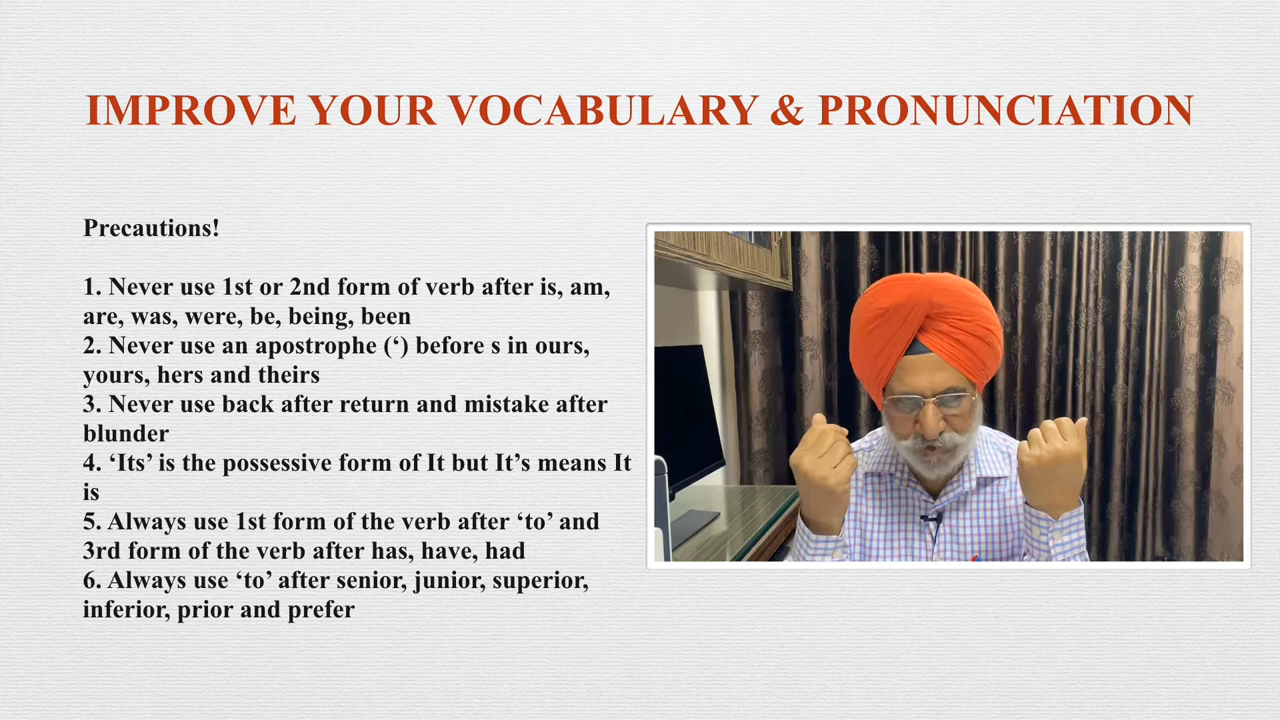 IMPROVE YOUR VOCABULARY & PRONUNCIATION
Precautions!
1. Never use 1st or 2nd form of verb after is, am,
are, was, were, be, being, been
2. Never use an apostrophe (‘) before s in ours,
yours, hers and theirs
3. Never use back after return and mistake after
blunder
4. ‘Its’ is the possessive form of It but It’s means It
is
5. Always use 1st form of the verb after ‘to’ and
3rd form of the verb after has, have, had
6. Always use ‘to’ after senior, junior, superior,
inferior, prior and prefer